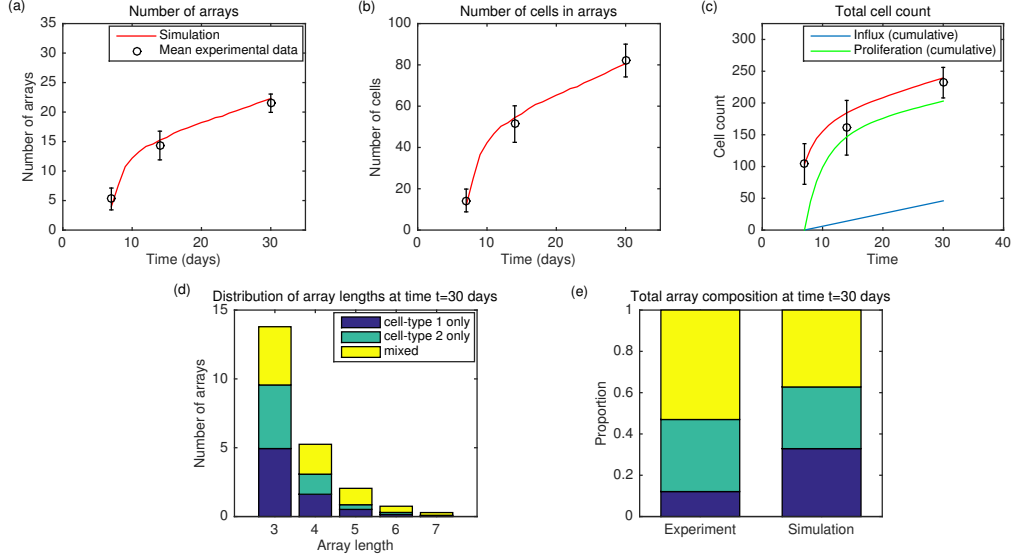 (a)
Number of arrays
Number of arrays
35
30
25
20
15
10
5
0
0
10
20
30
Time (days)
Simulation
Mean experimental data
(b)
Number of cells in arrays
Number of cells
100
80
60
40
20
0
0
10
20
30
Time (days)
(c)
Total cell count
Cell count
300
250
200
150
100
50
0
0
10
20
30
40
Time
Influx (cumulative)
Proliferation (cumulative)
(d)
Distribution of array lengths at time t=30 days
Number of arrays
15
10
5
0
3
4
5
6
7
Array length
cell-type 1 only
cell-type 2 only
mixed
(e)
Total array composition at time t=30 days
Proportion
1
0.8
0.6
0.4
0.2
0
Experiment
Simulation